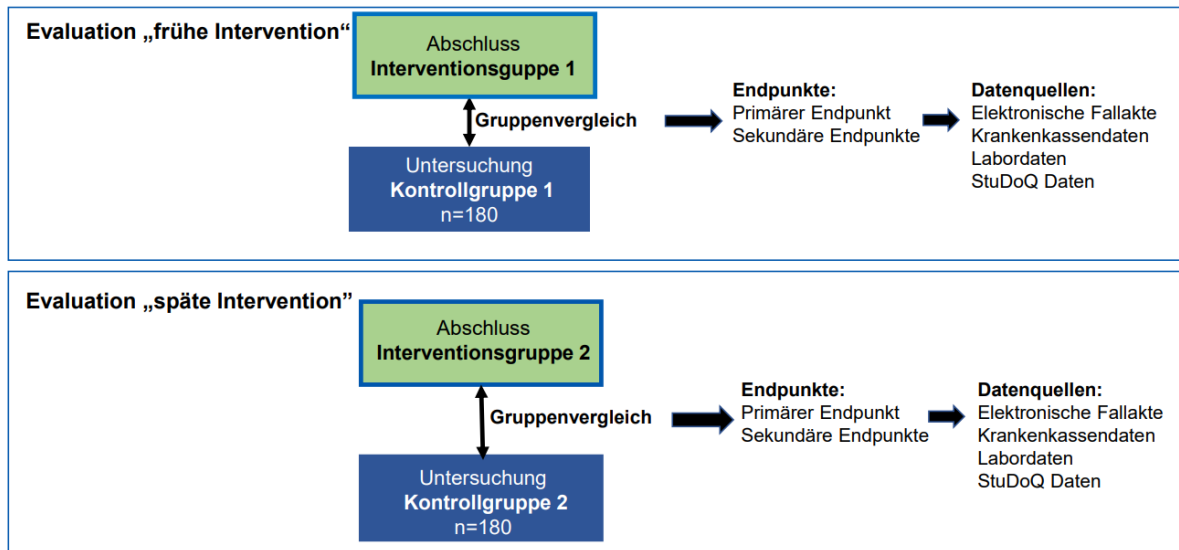 Evaluation „frühe Intervention“
Abschluss
Interventionsguppe 1
Gruppenvergleich
Untersuchung
Kontrollgruppe 1
n=180
Endpunkte:
Primärer Endpunkt
Sekundäre Endpunkte
Datenquellen:
Elektronische Fallakte
Krankenkassendaten
Labordaten
StuDoQ Daten
Evaluation „späte Intervention”
Abschluss
Interventionsgruppe 2
Gruppenvergleich
Untersuchung
Kontrollgruppe 2
n=180
Endpunkte:
Primärer Endpunkt
Sekundäre Endpunkte
Datenquellen:
Elektronische Fallakte
Krankenkassendaten
Labordaten
StuDoQ Daten